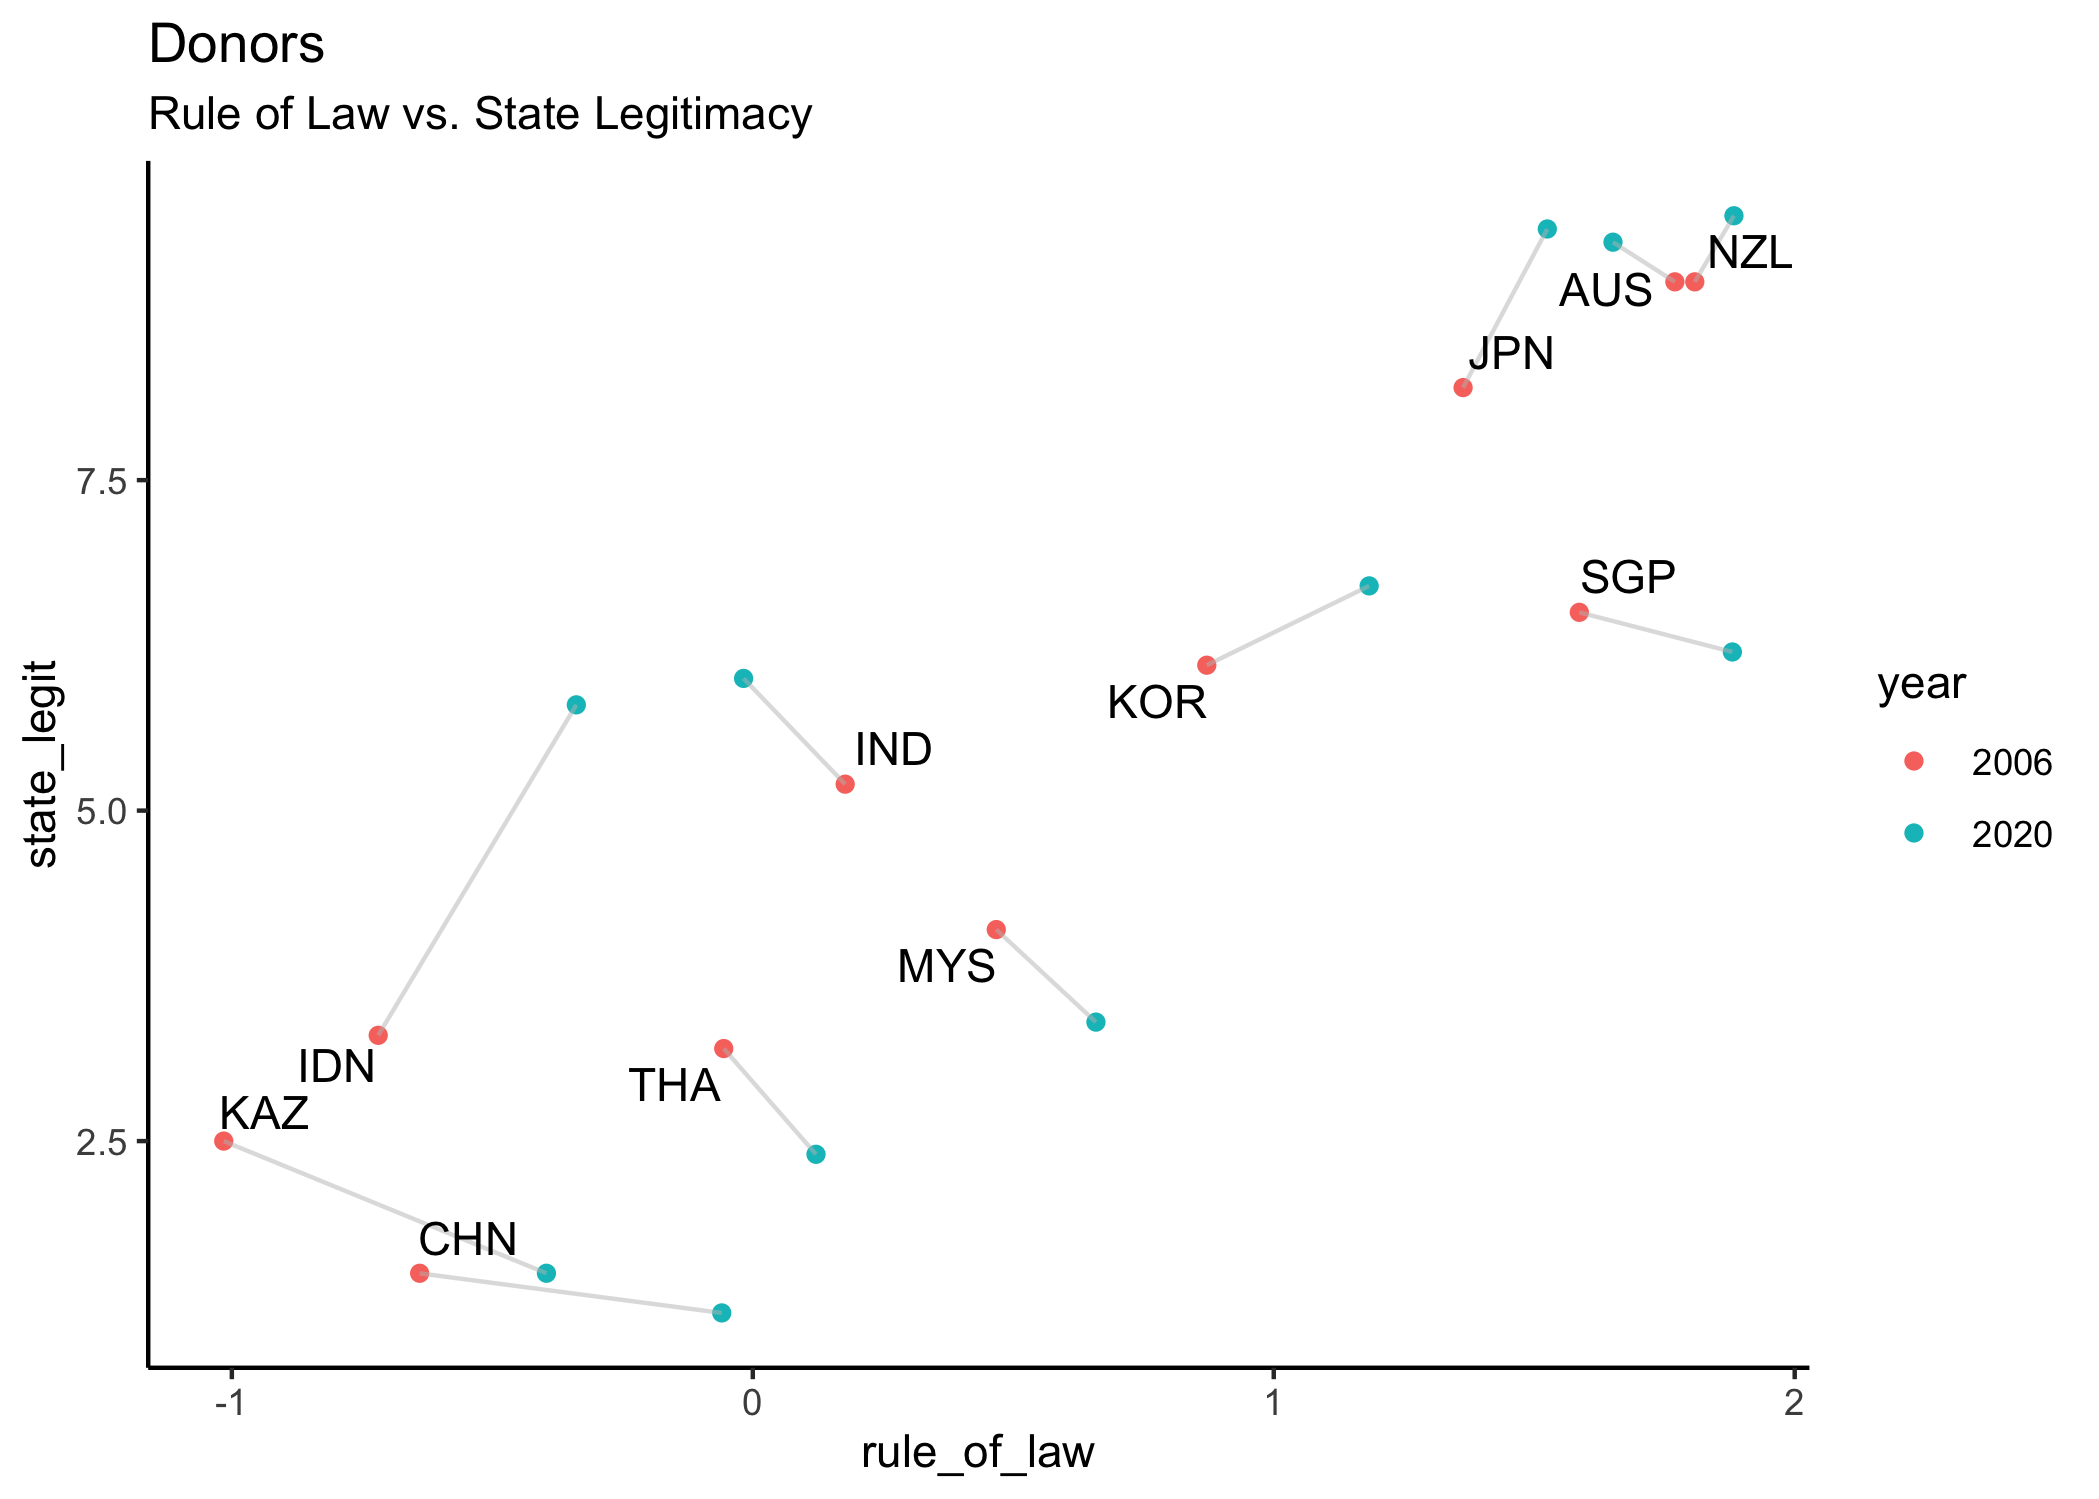 Donors
Rule of Law vs. State Legitimacy
NZL
AUS
JPN
7.5
SGP
KOR
IND
state_legit
5.0
MYS
IDN
THA
KAZ
2.5
CHN
-1
0
1
2
rule_of_law
year
2006
2020